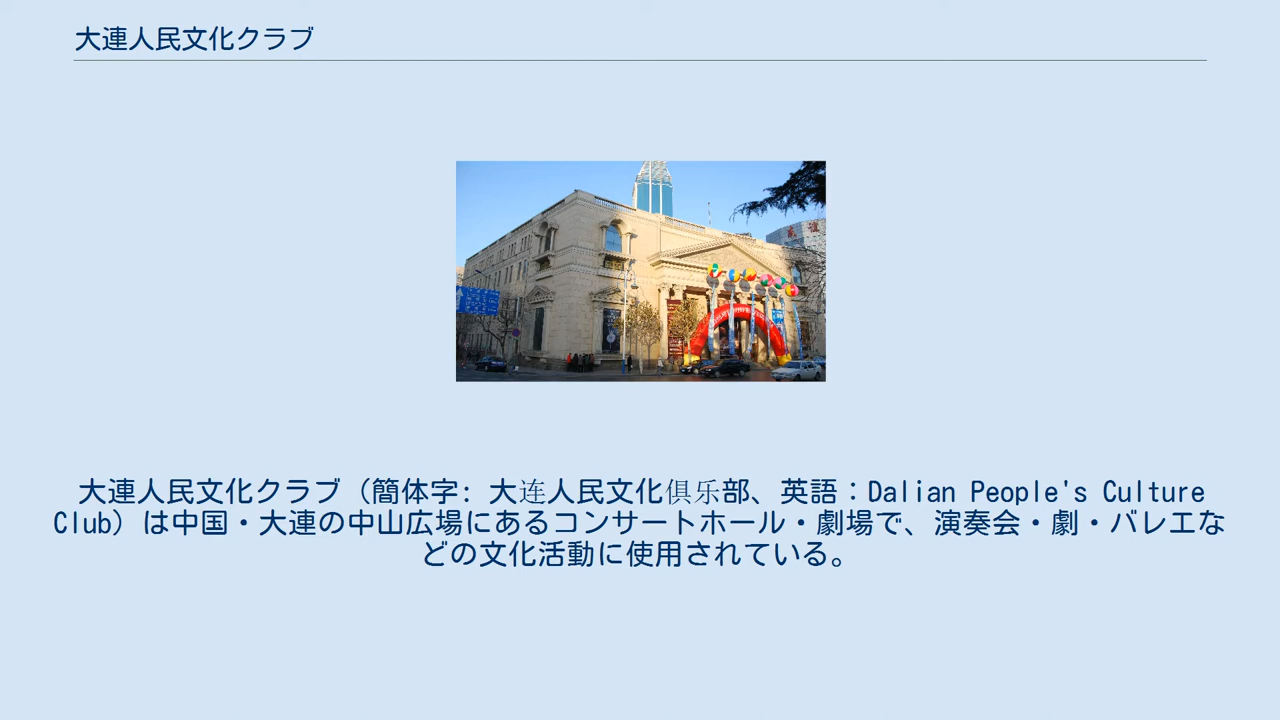 大連人民文化クラブ
大連人民文化クラブ（簡体字: 大连人民文化俱乐部、英語：Dalian People's Culture
Club）は中国・大連の中山広場にあるコンサートホール・劇場で、演奏会・劇・バレエな
どの文化活動に使用されている。